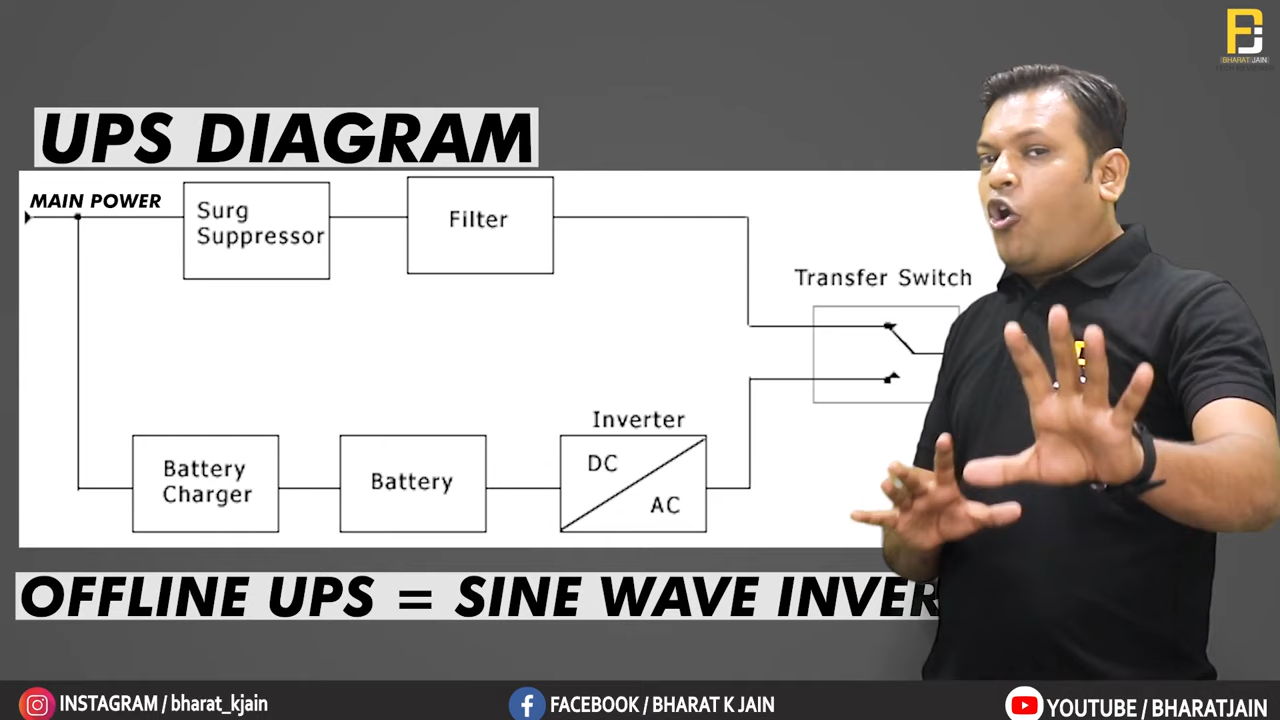 BHARAT JAIN
UPS DIAGRAM
MAIN POWER
Surg
Suppressor
Filter
Transfer Switch
Inverter
DC
AC
Battery
Charger
Battery
OFFLINE UPS = SINE WAVE INVER
INSTAGRAM / bharat_kjain
FACEBOOK / BHARAT K JAIN
YOUTUBE / BHARATJAIN